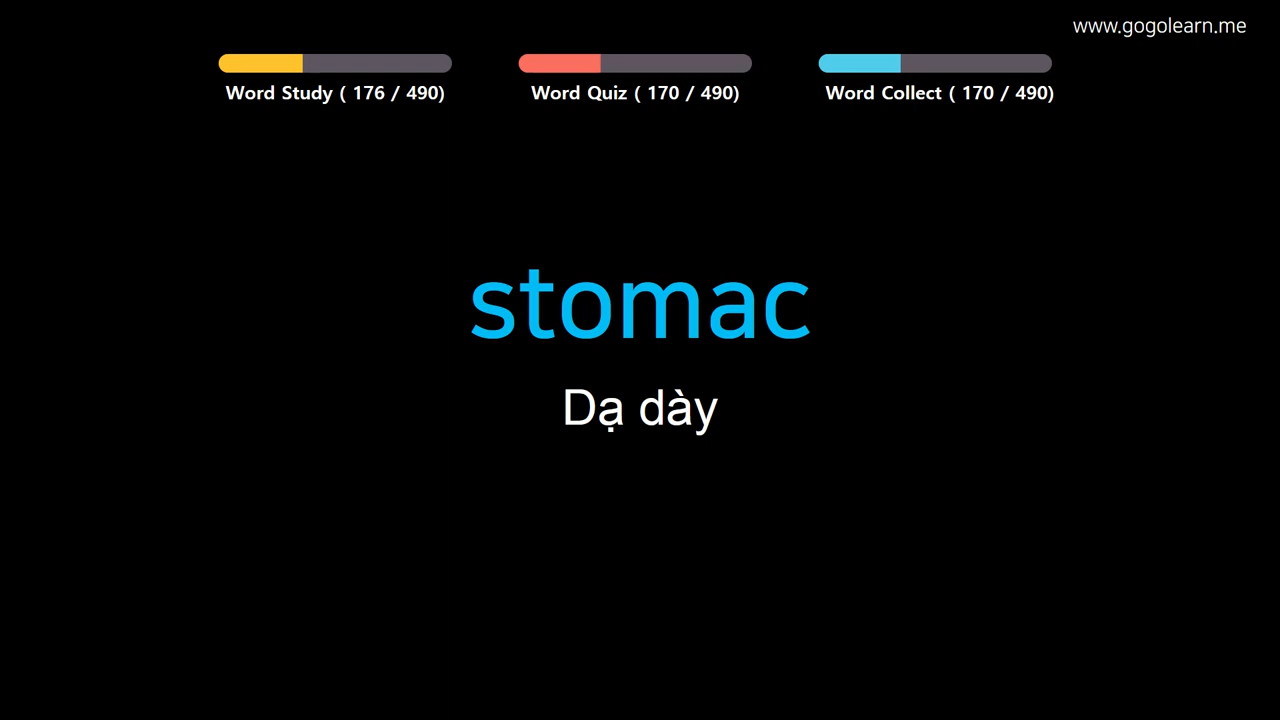 www.gogolearn.me
Word Study ( 176 / 490)
Word Quiz ( 170 / 490)
Word Collect ( 170 / 490)
stomac
Dạ dày